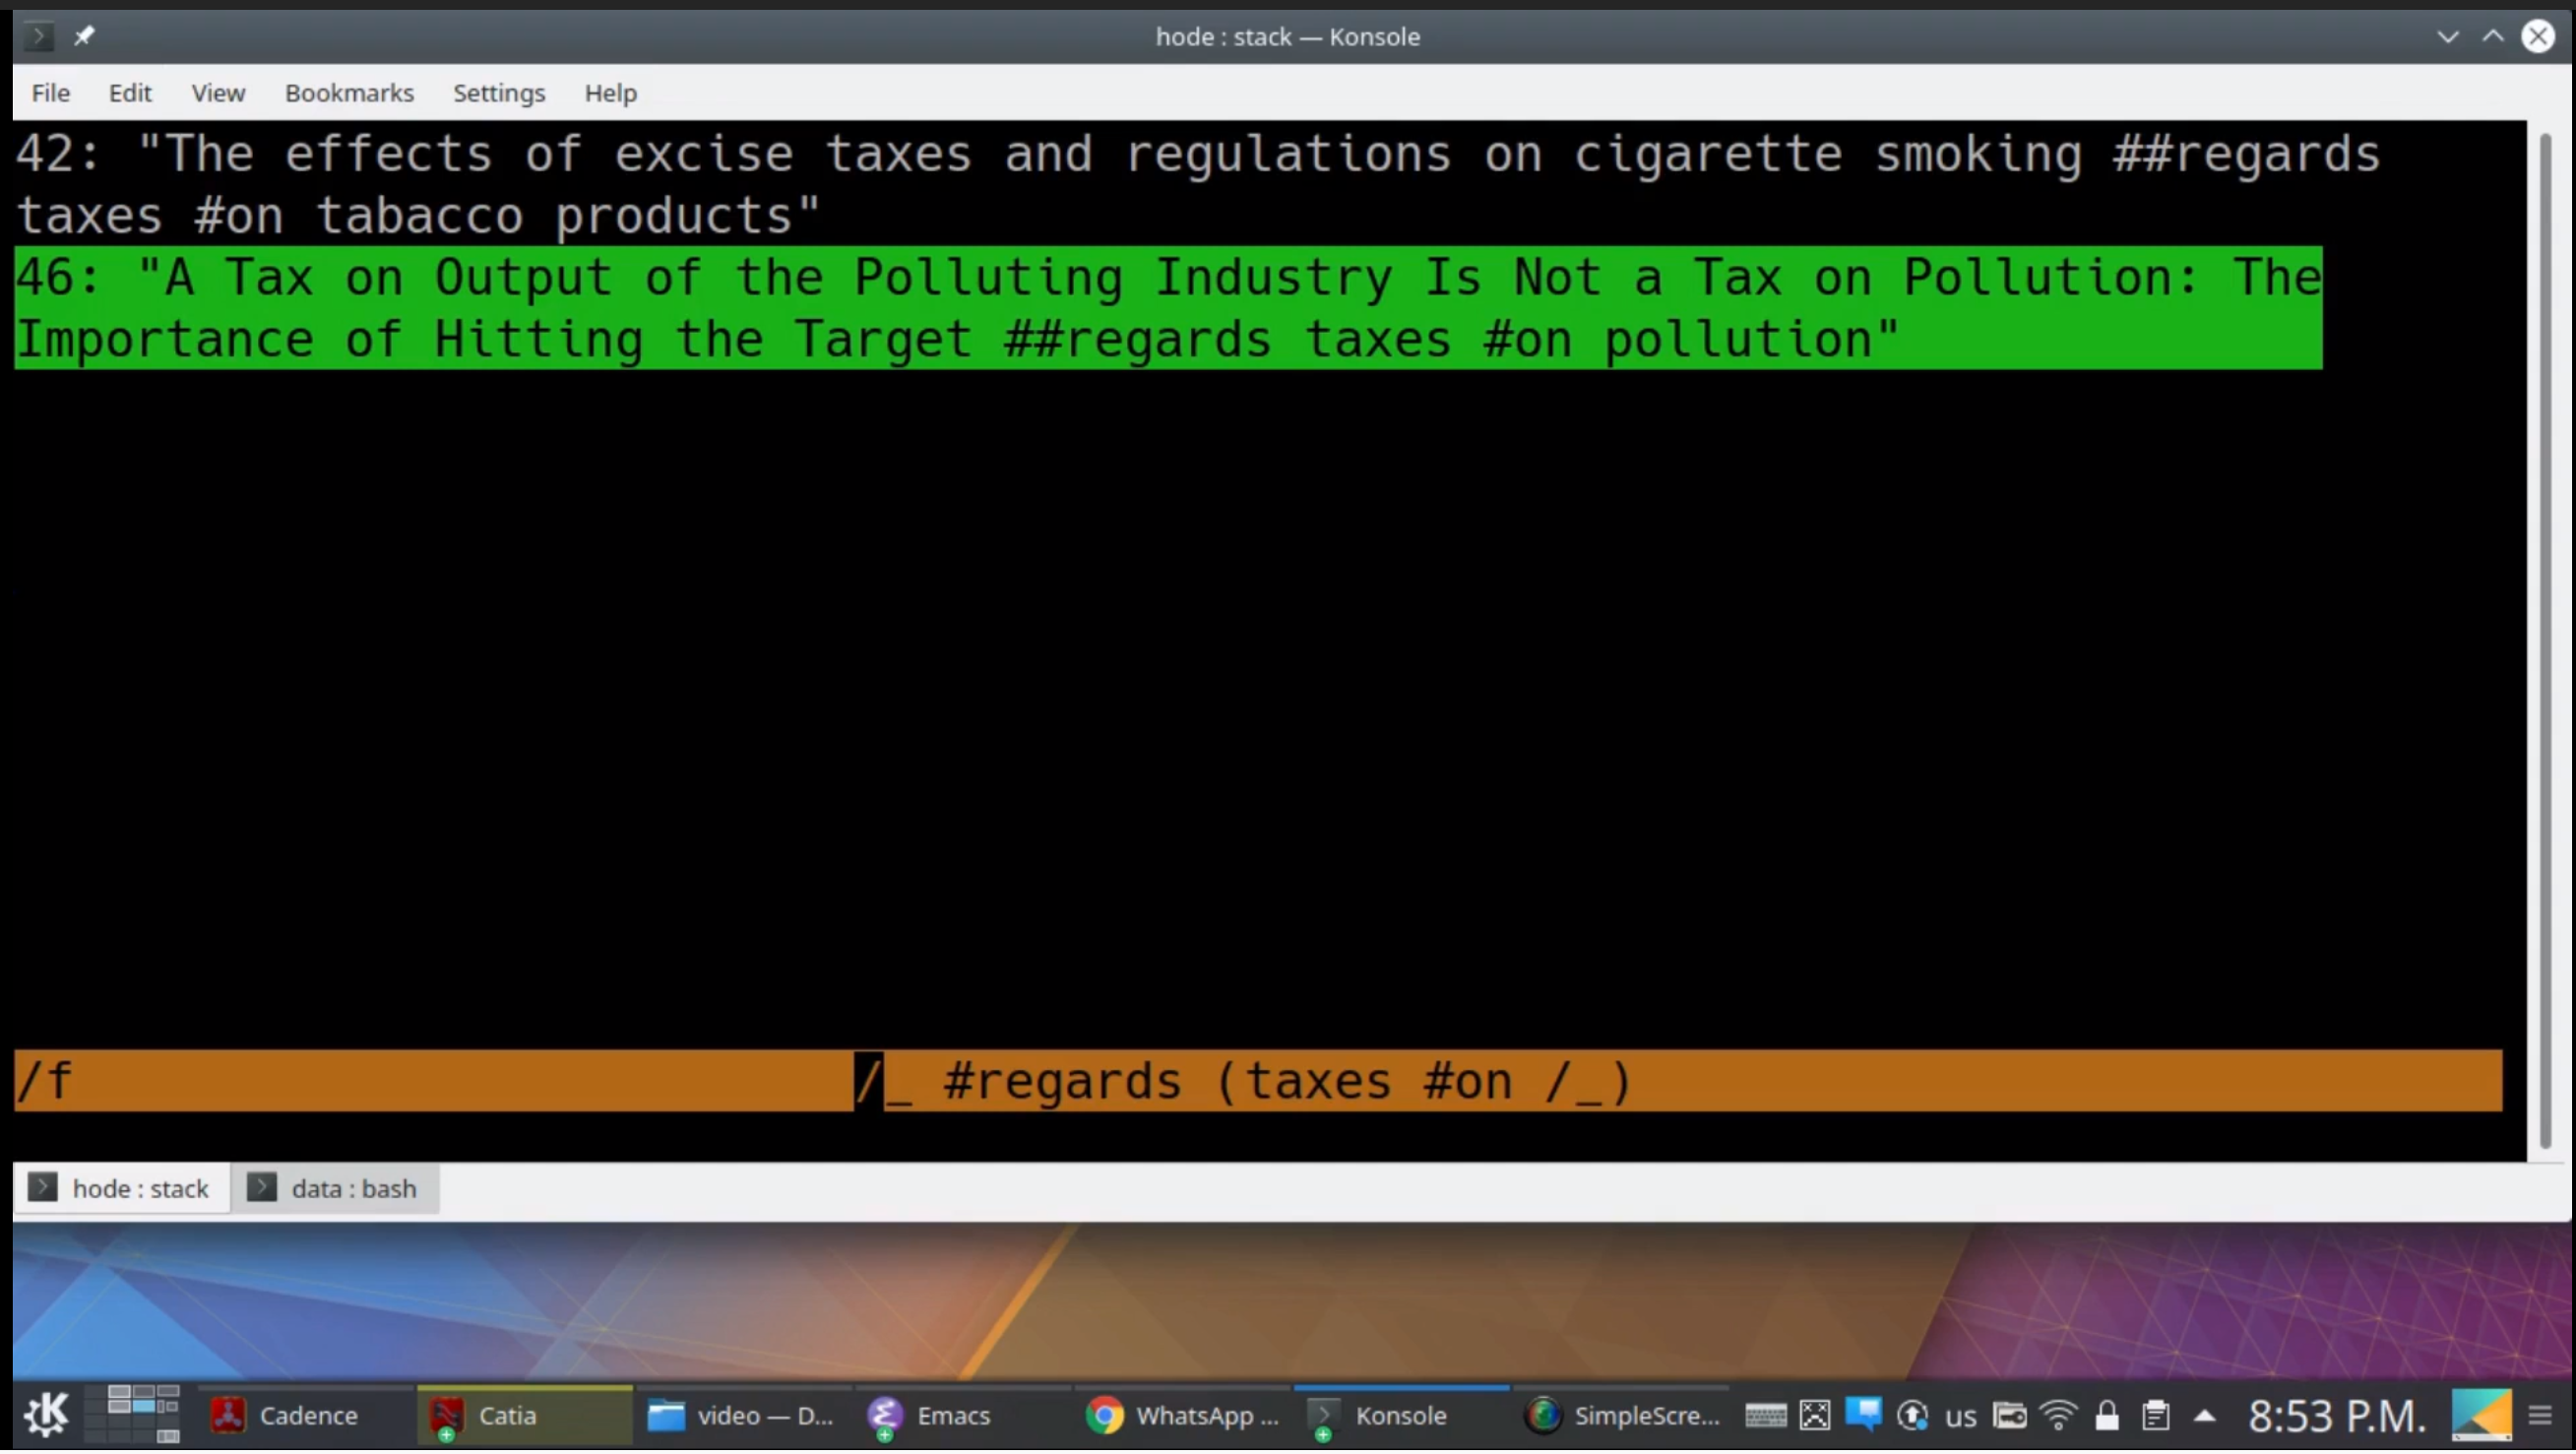 hode : stack — Konsole
File Edit View Bookmarks Settings Help
42: "The effects of excise taxes and regulations on cigarette smoking ##regards
taxes #on tabacco products"
46: "A Tax on Output of the Polluting Industry Is Not a Tax on Pollution: The
Importance of Hitting the Target ##regards taxes #on pollution"
/f /_ #regards (taxes #on /_)
hode : stack data : bash
Cadence Catia video — D... Emacs WhatsApp ... Konsole SimpleScre... us 8:53 P.M.